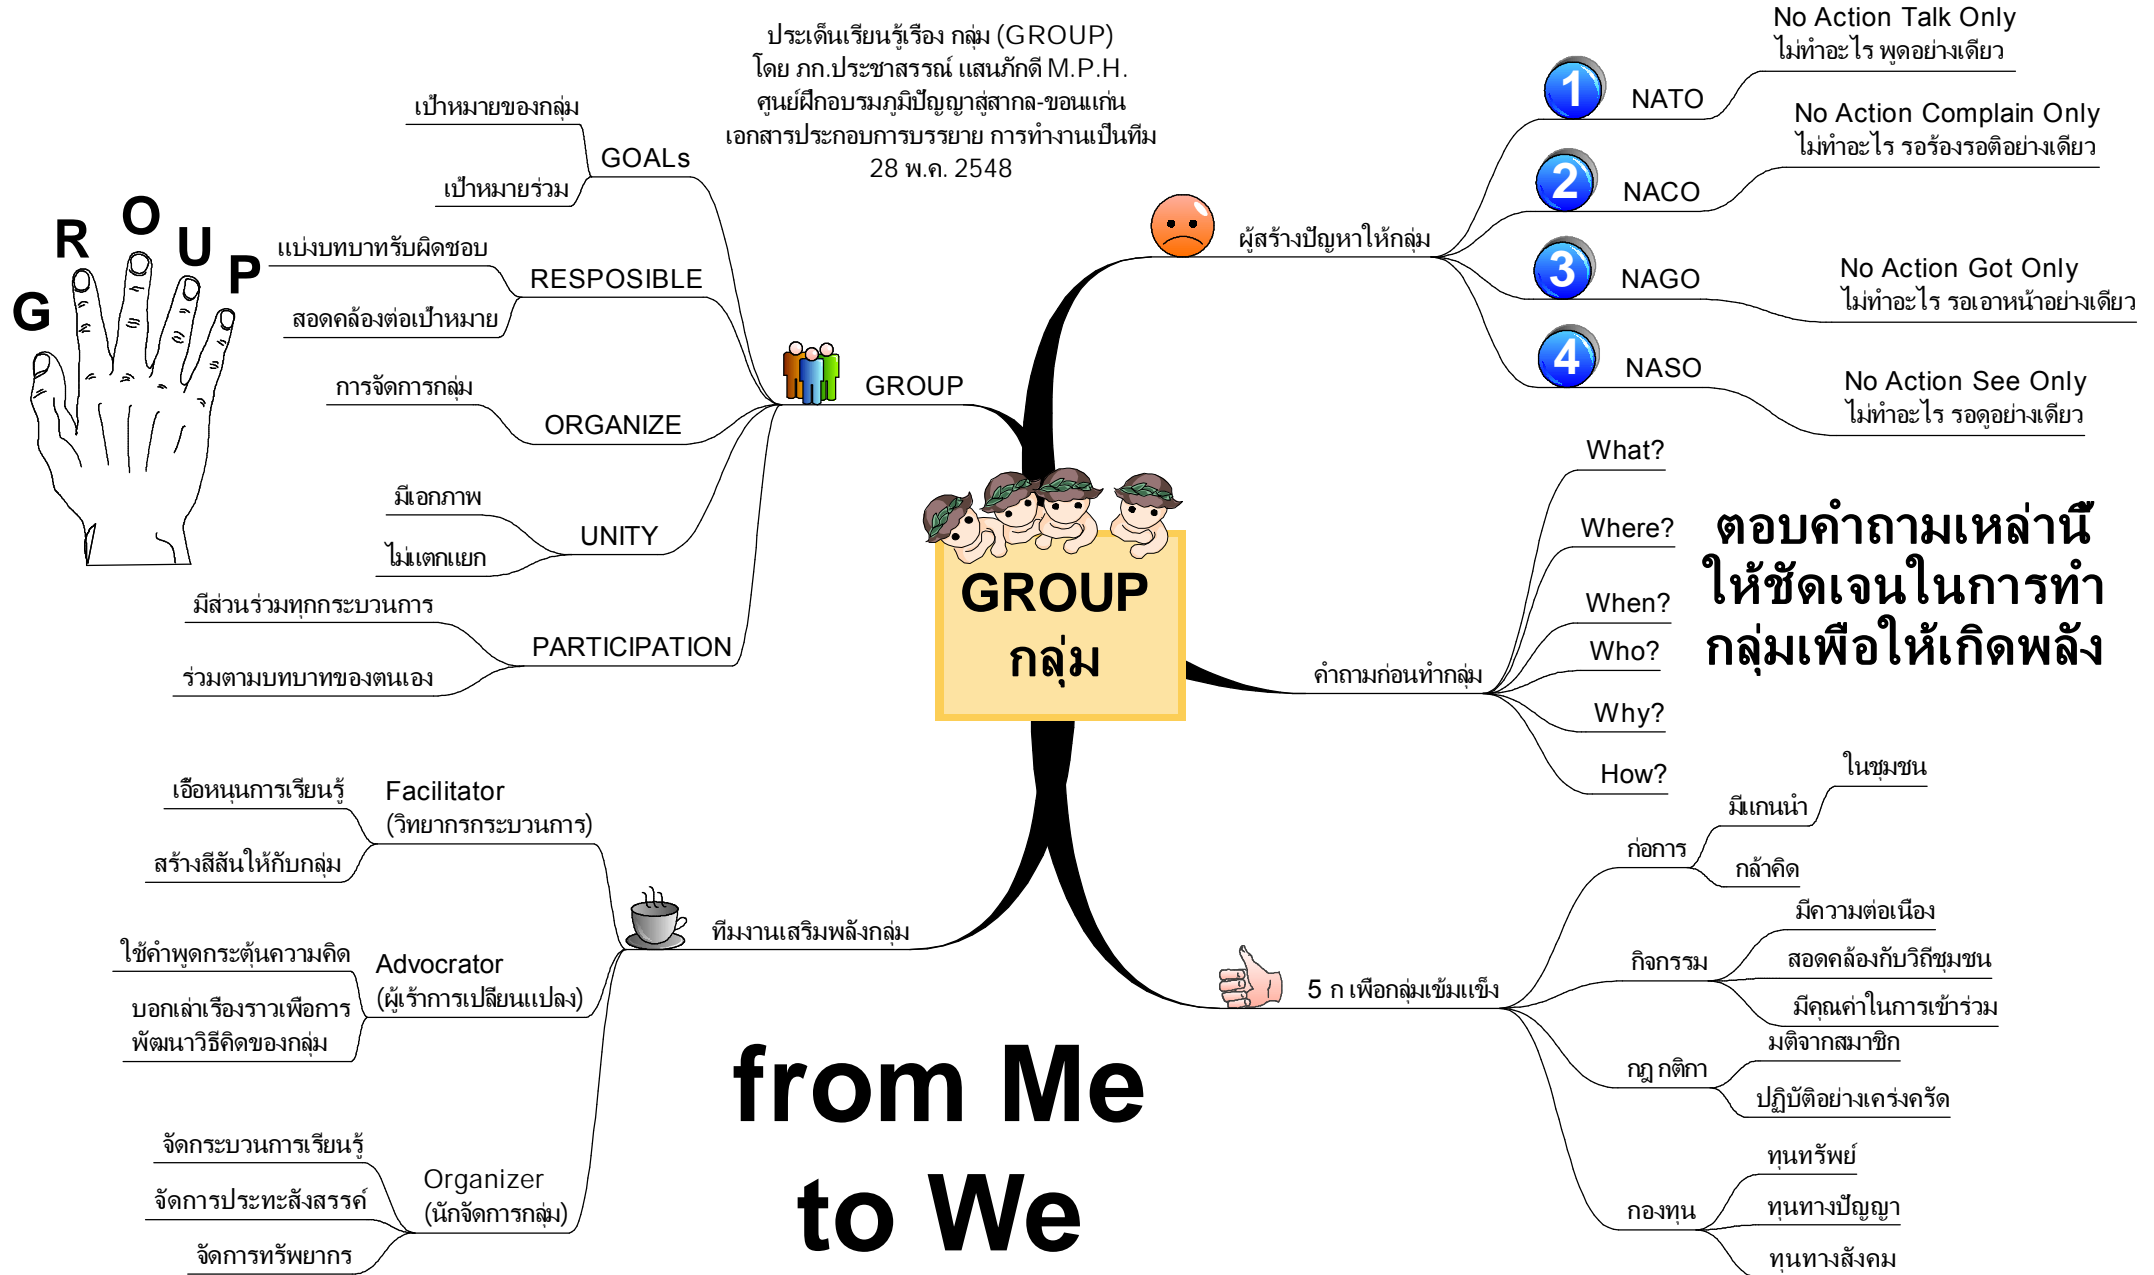 ประเด็นเรียนรู้เรื่อง กลุ่ม (GROUP)
โดย ภก.ประชาสรรณ์ แสนภักดี M.P.H.
ศูนย์ฝึกอบรมภูมิปัญญาสู่สากล-ขอนแก่น
เอกสารประกอบการบรรยาย การทำงานเป็นทีม
28 พ.ค. 2548
G
R
O
U
P
GROUP
กลุ่ม
GROUP
GOALs
เป้าหมายของกลุ่ม
เป้าหมายร่วม
RESPOSIBLE
แบ่งบทบาทรับผิดชอบ
สอดคล้องต่อเป้าหมาย
ORGANIZE
การจัดการกลุ่ม
UNITY
มีเอกภาพ
ไม่แตกแยก
PARTICIPATION
มีส่วนร่วมทุกกระบวนการ
ร่วมตามบทบาทของตนเอง
ผู้สร้างปัญหาให้กลุ่ม
1 NATO
No Action Talk Only
ไม่ทำอะไร พูดอย่างเดียว
2 NACO
No Action Complain Only
ไม่ทำอะไร รอร้องรอติอย่างเดียว
3 NAGO
No Action Got Only
ไม่ทำอะไร รอเอาหน้าอย่างเดียว
4 NASO
No Action See Only
ไม่ทำอะไร รอดูอย่างเดียว
คำถามก่อนทำกลุ่ม
What?
Where?
When?
Who?
Why?
How?
ตอบคำถามเหล่านี้
ให้ชัดเจนในการทำ
กลุ่มเพื่อให้เกิดพลัง
ทีมงานเสริมพลังกลุ่ม
Facilitator
(วิทยากรกระบวนการ)
เอื้อหนุนการเรียนรู้
สร้างสีสันให้กับกลุ่ม
Advocrator
(ผู้เร้าการเปลี่ยนแปลง)
ใช้คำพูดกระตุ้นความคิด
บอกเล่าเรื่องราวเพื่อการ
พัฒนาวิธีคิดของกลุ่ม
Organizer
(นักจัดการกลุ่ม)
จัดกระบวนการเรียนรู้
จัดการประทะสังสรรค์
จัดการทรัพยากร
5 ก เพื่อกลุ่มเข้มแข็ง
ก่อการ
มีแกนนำ
ในชุมชน
กล้าคิด
กิจกรรม
มีความต่อเนื่อง
สอดคล้องกับวิถีชุมชน
มีคุณค่าในการเข้าร่วม
กฎ กติกา
มติจากสมาชิก
ปฏิบัติอย่างเคร่งครัด
กองทุน
ทุนทรัพย์
ทุนทางปัญญา
ทุนทางสังคม
from Me
to We